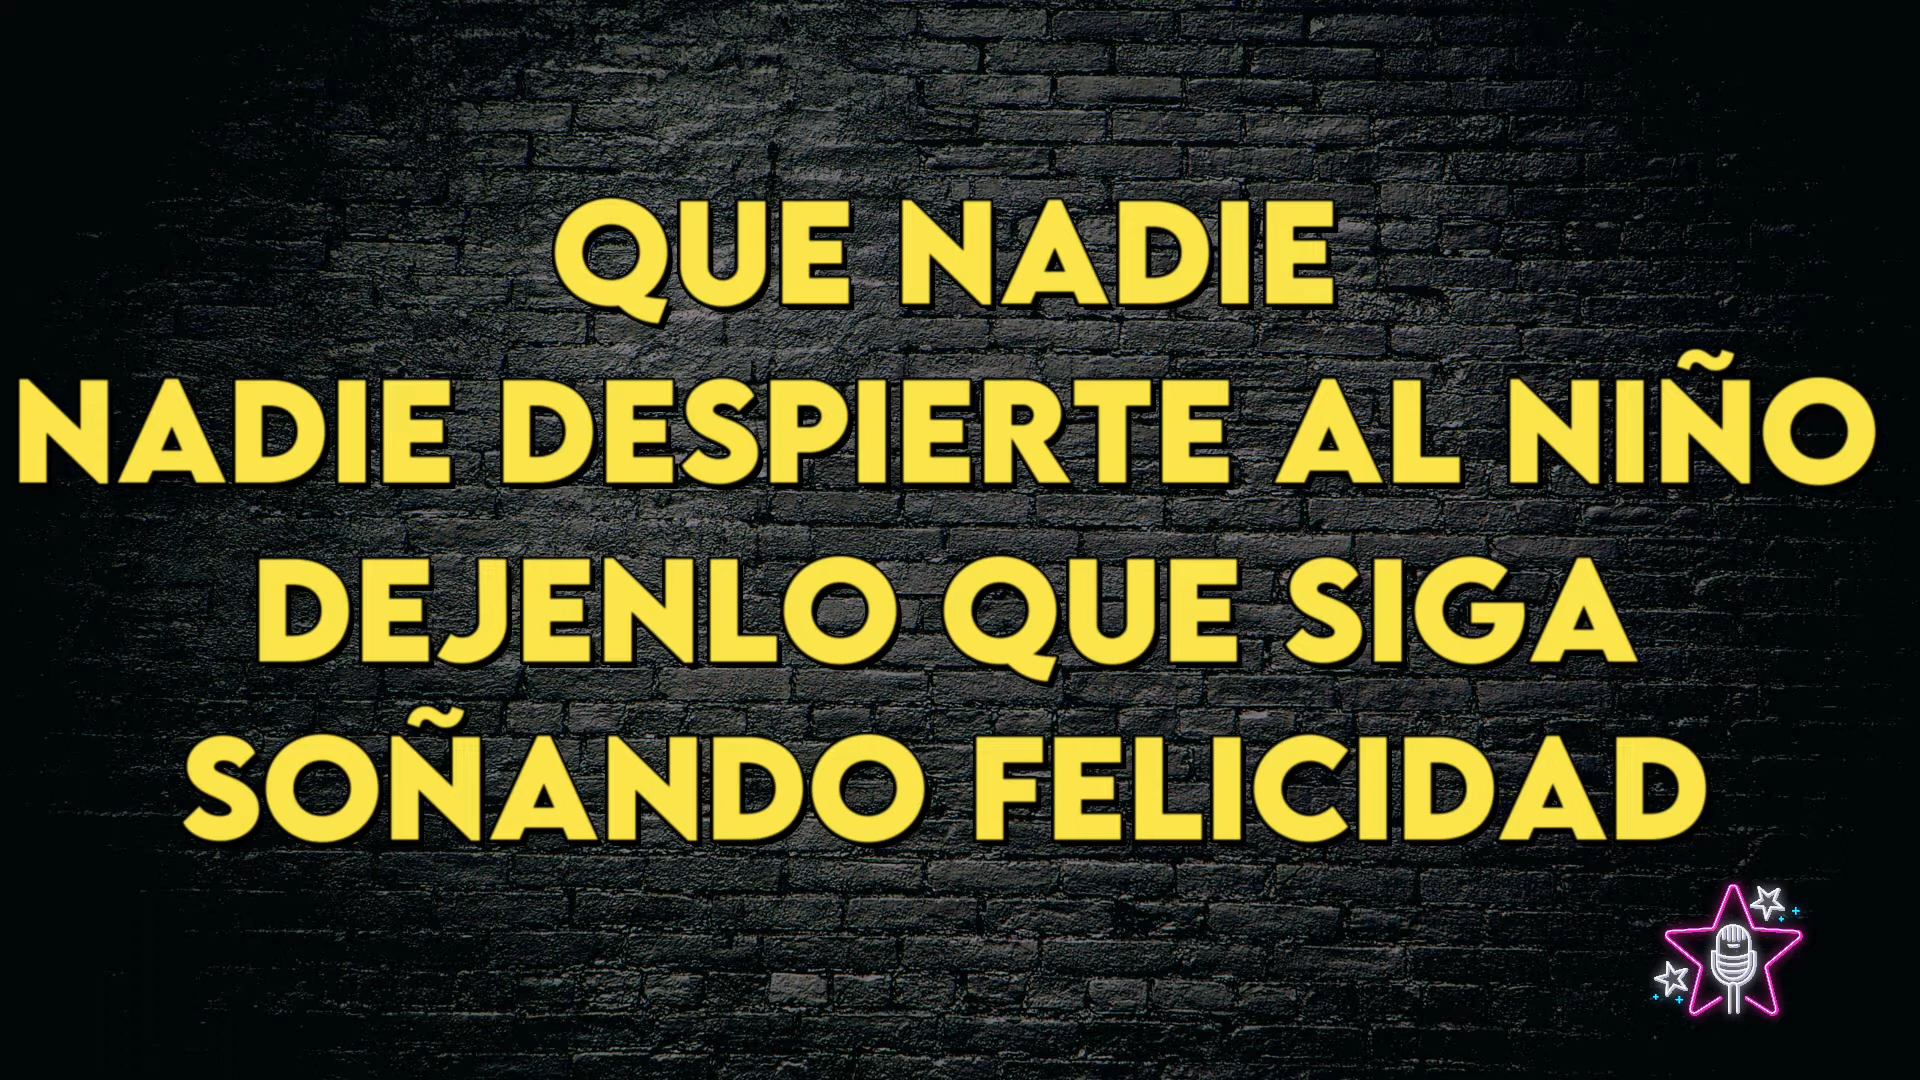 QUE NADIE
NADIE DESPIERTE AL NIÑO
DEJENLO QUE SIGA
SOÑANDO FELICIDAD